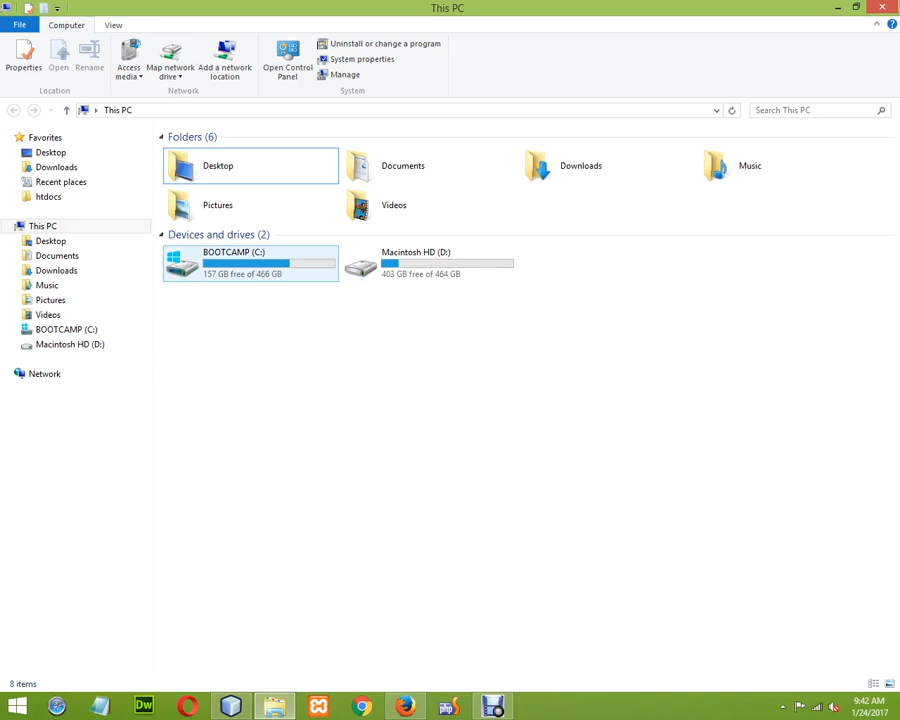 This PC
File Computer View
Properties Open Rename Access media Map network drive Add a network location Open Control Panel Uninstall or change a program
System properties
Manage
Location Network System
This PC Search This PC
Favorites
Desktop
Downloads
Recent places
htdocs
This PC
Desktop
Documents
Downloads
Music
Pictures
Videos
BOOTCAMP (C:)
Macintosh HD (D:)
Network
Folders (6)
Desktop Documents Downloads Music
Pictures Videos
Devices and drives (2)
BOOTCAMP (C:) Macintosh HD (D:)
157 GB free of 466 GB 403 GB free of 464 GB
8 items
Dw php
9:42 AM
1/24/2017